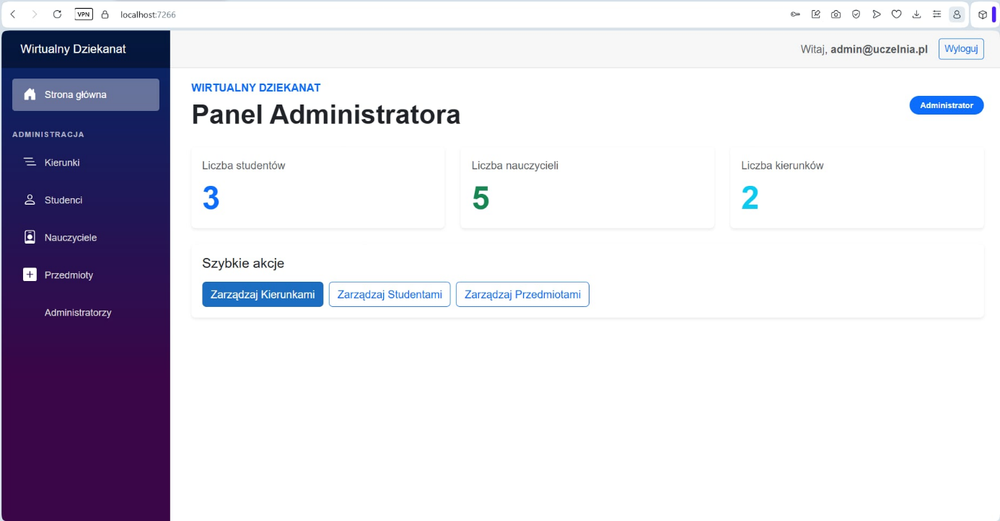 VPN localhost:7266
Wirtualny Dziekanat
Witaj, admin@uczelnia.pl Wyloguj
Strona główna
ADMINISTRACJA
Kierunki
Studenci
Nauczyciele
Przedmioty
Administratorzy
WIRTUALNY DZIEKANAT
Panel Administratora
Administrator
Liczba studentów
3
Liczba nauczycieli
5
Liczba kierunków
2
Szybkie akcje
Zarządzaj Kierunkami Zarządzaj Studentami Zarządzaj Przedmiotami